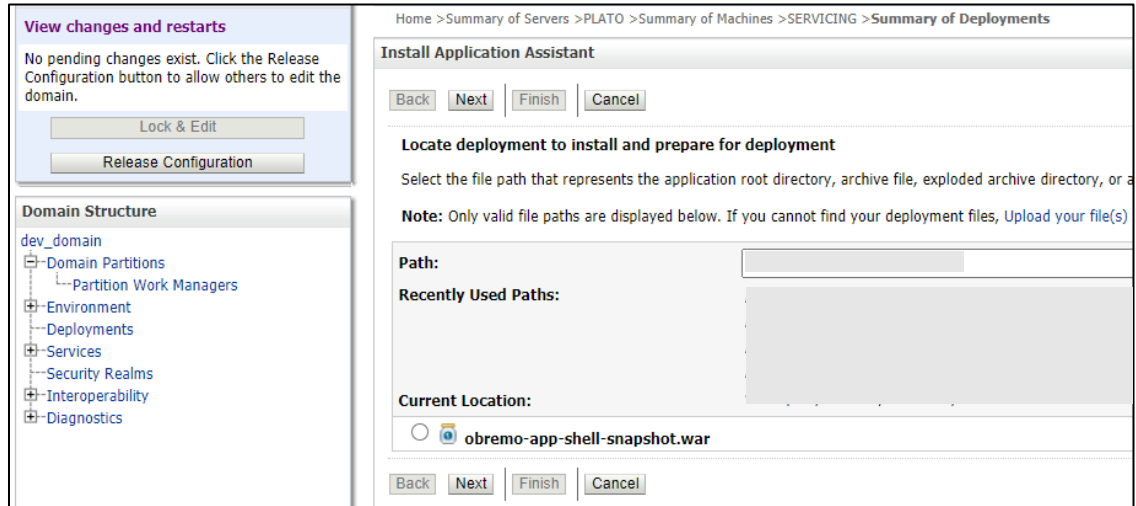 View changes and restarts
No pending changes exist. Click the Release
Configuration button to allow others to edit the
domain.
Lock & Edit
Release Configuration
Domain Structure
dev_domain
Domain Partitions
Partition Work Managers
Environment
Deployments
Services
Security Realms
Interoperability
Diagnostics
Home >Summary of Servers >PLATO >Summary of Machines >SERVICING >Summary of Deployments
Install Application Assistant
Back Next Finish Cancel
Locate deployment to install and prepare for deployment
Select the file path that represents the application root directory, archive file, exploded archive directory, or a
Note: Only valid file paths are displayed below. If you cannot find your deployment files, Upload your file(s)
Path:
Recently Used Paths:
Current Location:
obremo-app-shell-snapshot.war
Back Next Finish Cancel